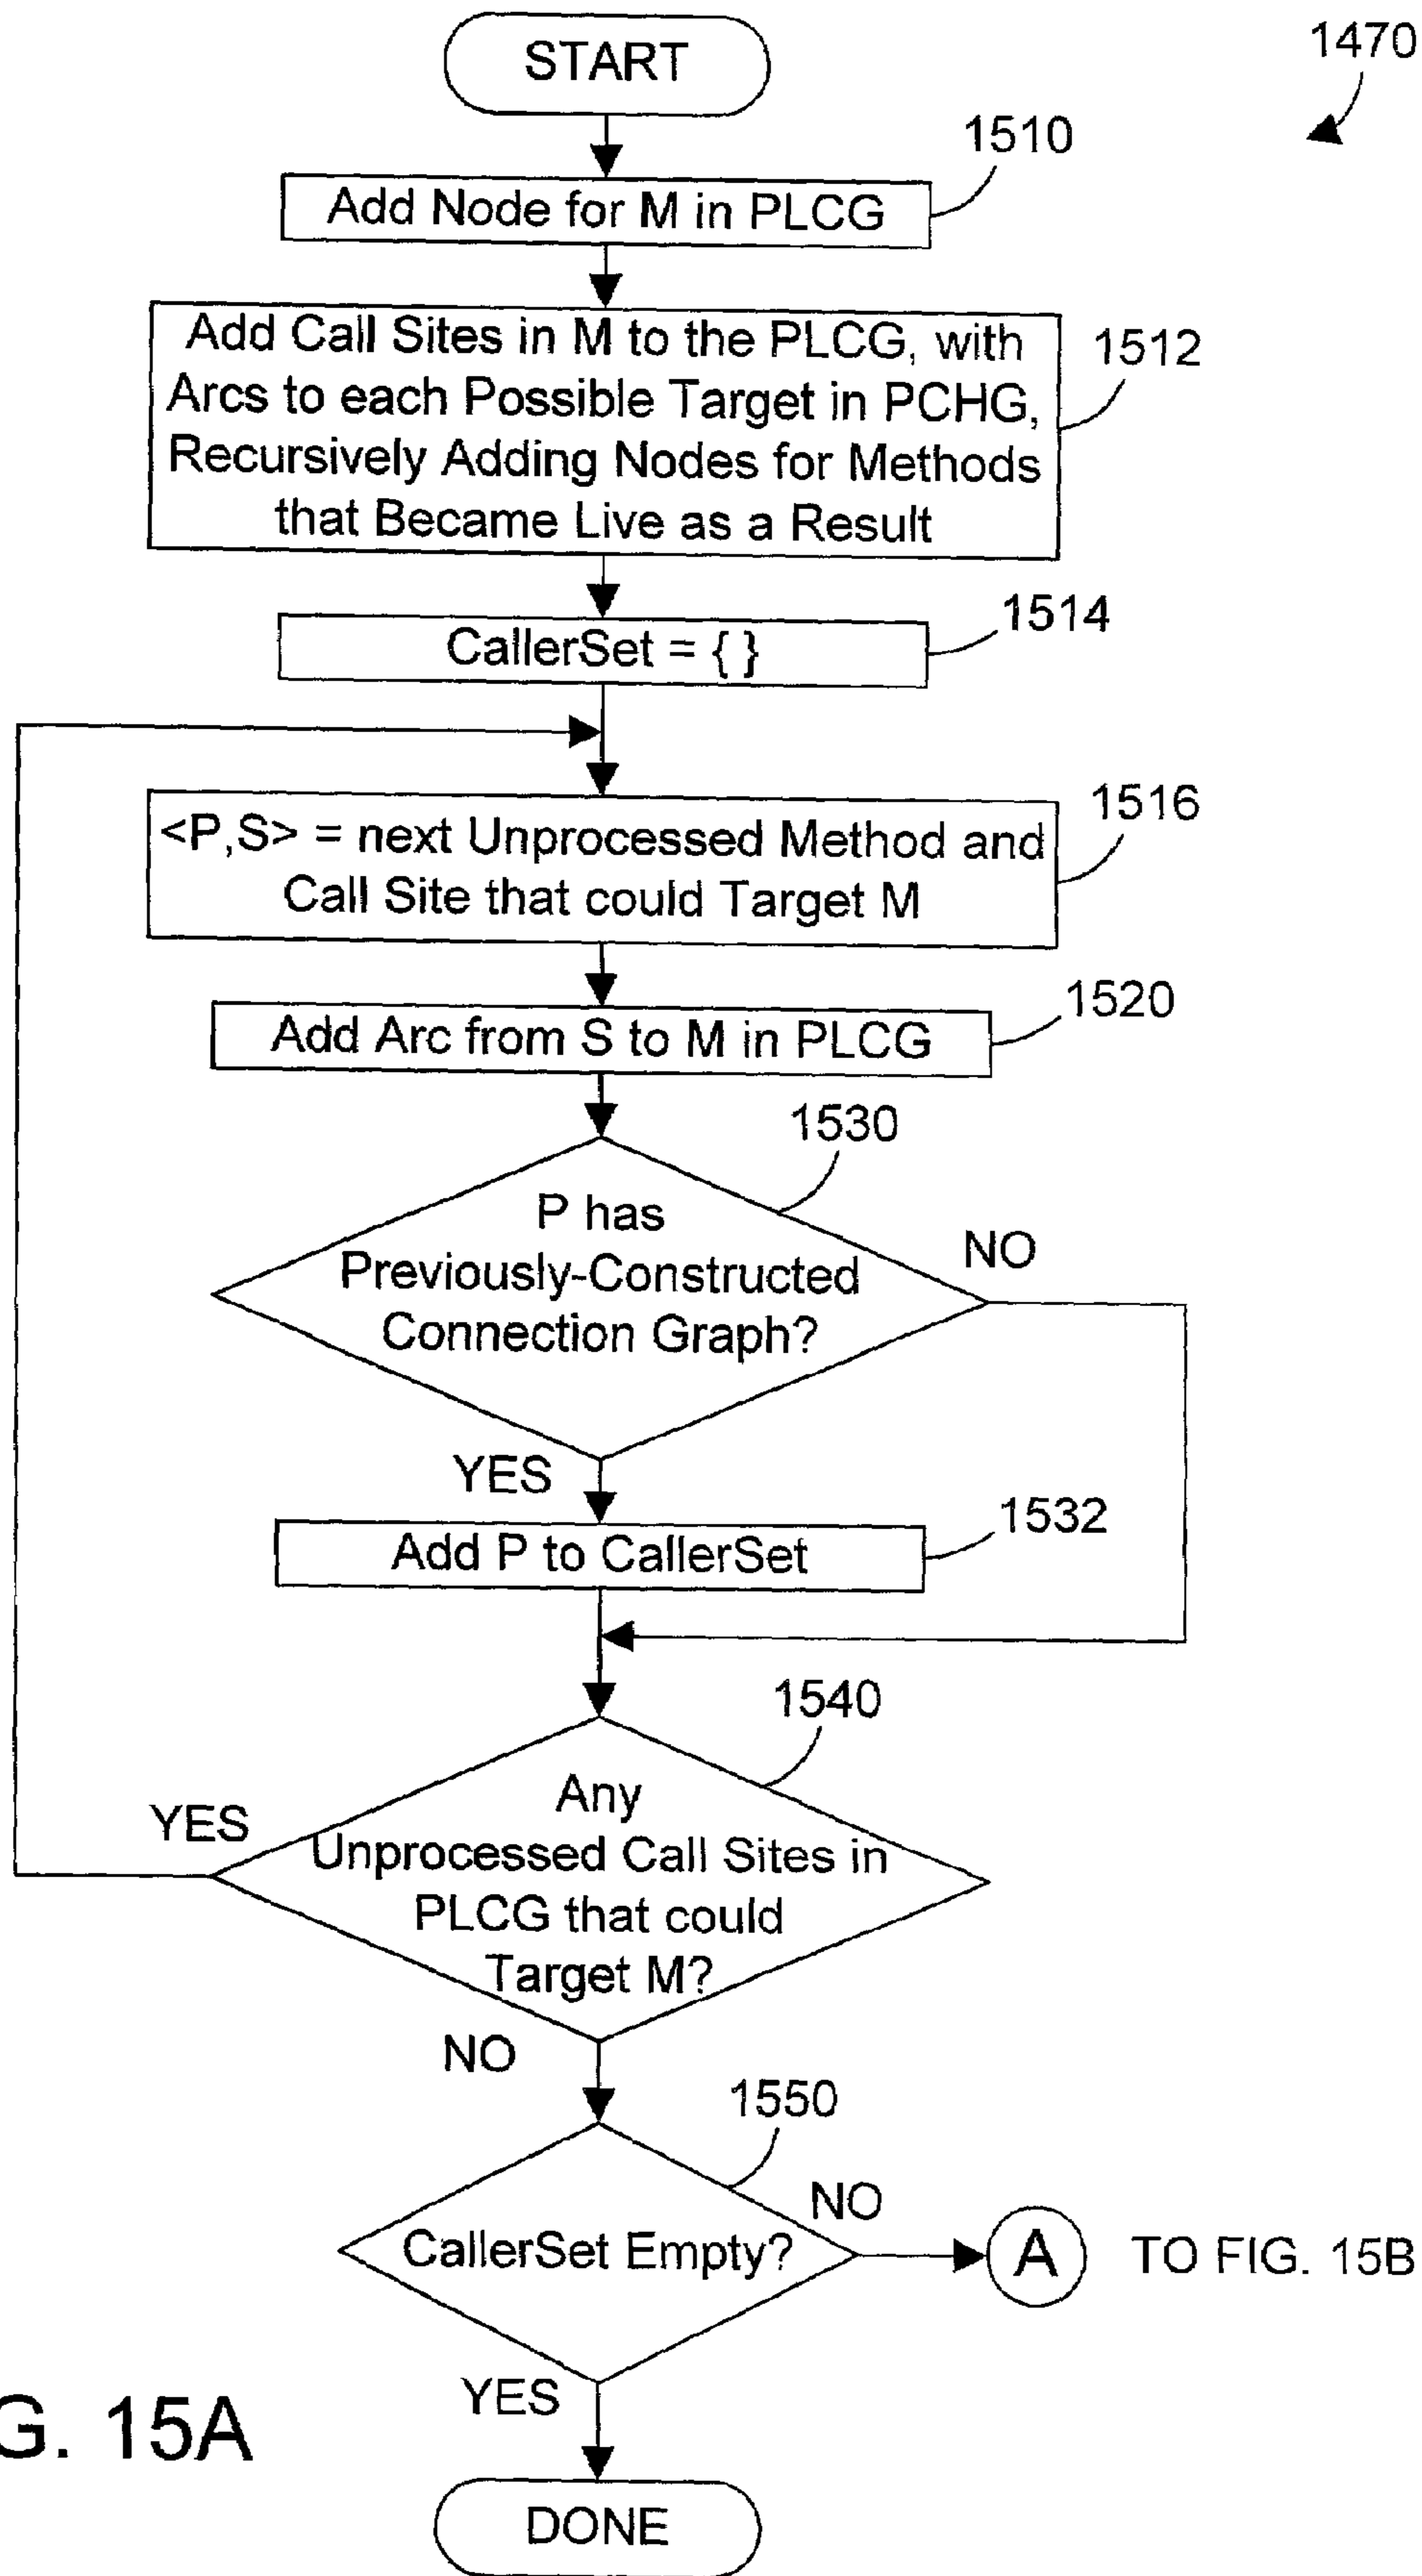 START
1470
1510
Add Node for M in PLCG
Add Call Sites in M to the PLCG, with
Arcs to each Possible Target in PCHG,
Recursively Adding Nodes for Methods
that Became Live as a Result
1512
CallerSet = { }
1514
<P,S> = next Unprocessed Method and
Call Site that could Target M
1516
Add Arc from S to M in PLCG
1520
1530
P has
Previously-Constructed
Connection Graph?
NO
YES
Add P to CallerSet
1532
1540
Any
Unprocessed Call Sites in
PLCG that could
Target M?
YES
NO
1550
CallerSet Empty?
NO
A
TO FIG. 15B
YES
G. 15A
DONE